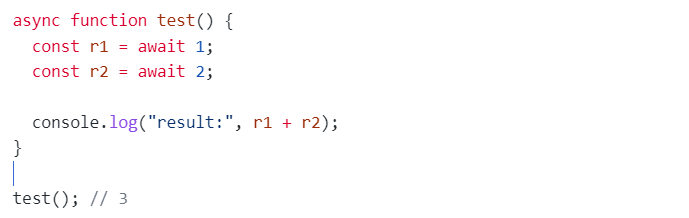 async function test() {
  const r1 = await 1;
  const r2 = await 2;

  console.log("result:", r1 + r2);
}

test(); // 3